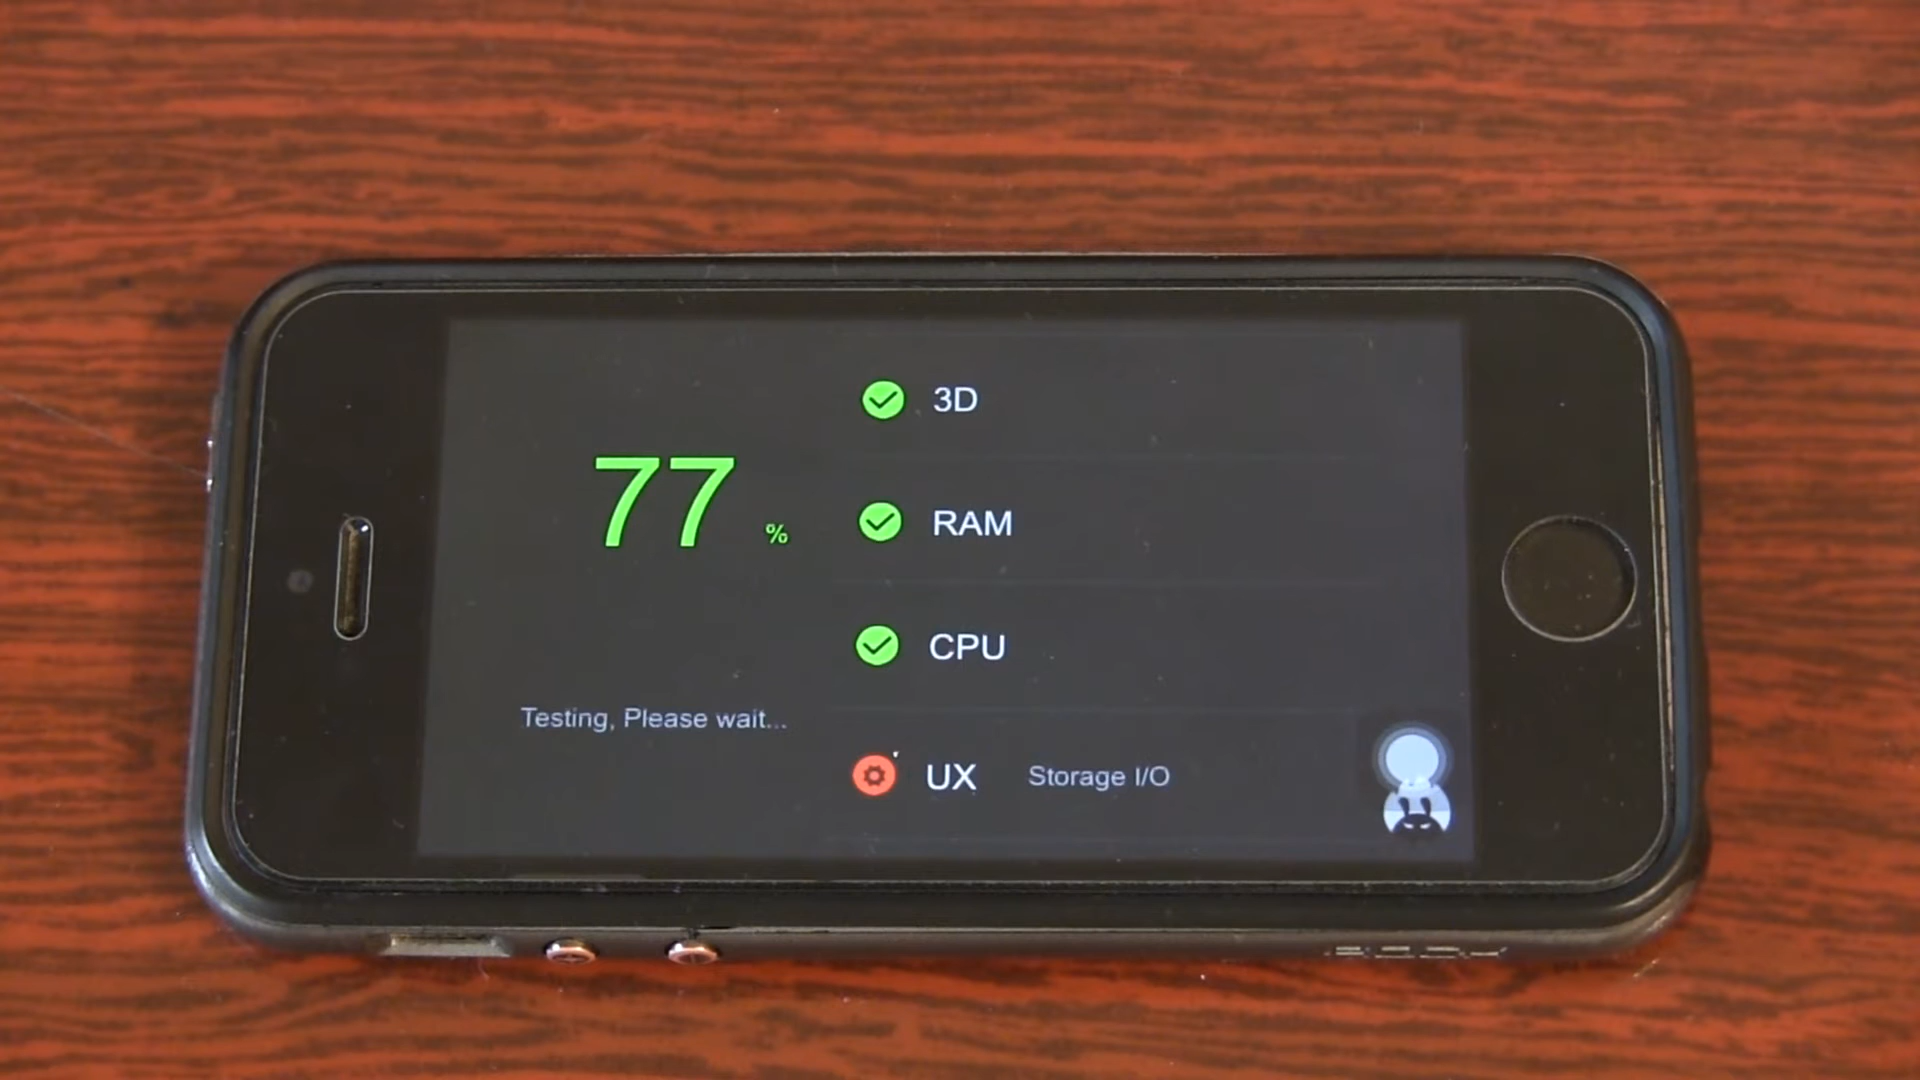 77 %
Testing, Please wait...
3D
RAM
CPU
UX Storage I/O